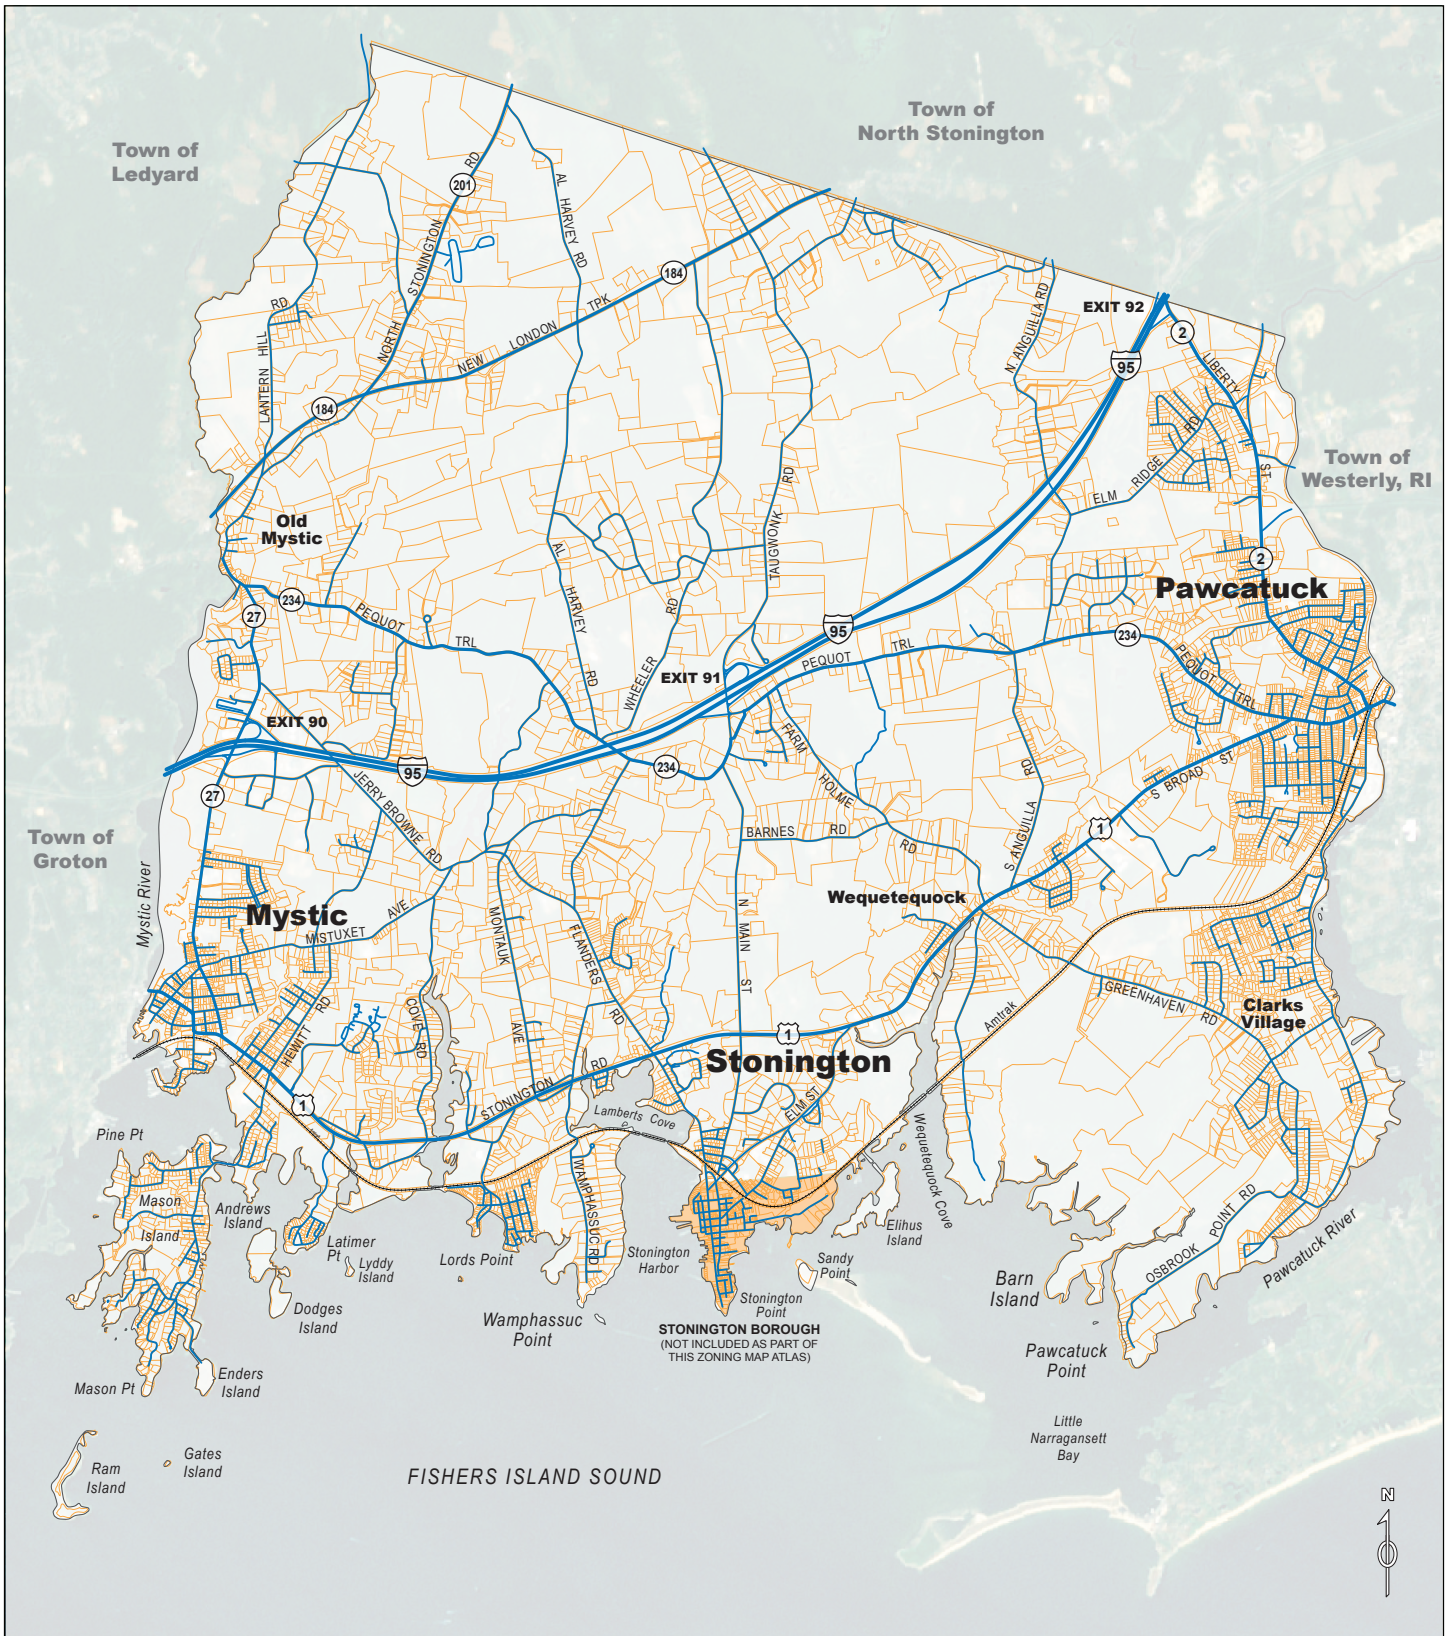 Town of
North Stonington
Town of
Ledyard
201
RD
AL HARVEY RD
STONINGTON
NORTH
184
TPK
LONDON
NEW
184
LANTERN HILL RD
N. ANGUILLA RD
EXIT 92
2
95
LIBERTY
ST
ELM RIDGE RD
Town of
Westerly, RI
Old
Mystic
TAUGWONK RD
AL HARVEY RD
2
Pawcatuck
234
27
PEQUOT TRL
WHEELER RD
95
EXIT 91
PEQUOT TRL
234
PEQUOT TRL
EXIT 90
95
234
27
FARM HOLME RD
S ANGUILLA RD
S BROAD ST
JERRY BROWNE RD
BARNES RD
1
Town of
Groton
Mystic River
Mystic
MISTUXET AVE
Wequetequock
MONTAUK AVE
FLANDERS RD
N MAIN ST
GREENHAVEN RD
Clarks
Village
Amtrak
HEWITT RD
COVE RD
1
Stonington
STONINGTON RD
1
ELM ST
Lamberts Cove
Wequetequock Cove
Pine Pt
Mason
Island
Andrews
Island
Latimer
Pt
Lyddy
Island
Lords Point
WAMPHASSUC RD
Stonington
Harbor
Elihus
Island
Sandy
Point
OSBROOK POINT RD
Pawcatuck River
Barn
Island
Dodges
Island
Wamphassuc
Point
Stonington
Point
STONINGTON BOROUGH
(NOT INCLUDED AS PART OF
THIS ZONING MAP ATLAS)
Pawcatuck
Point
Enders
Island
Mason Pt
Little
Narragansett
Bay
Gates
Island
Ram
Island
FISHERS ISLAND SOUND
N